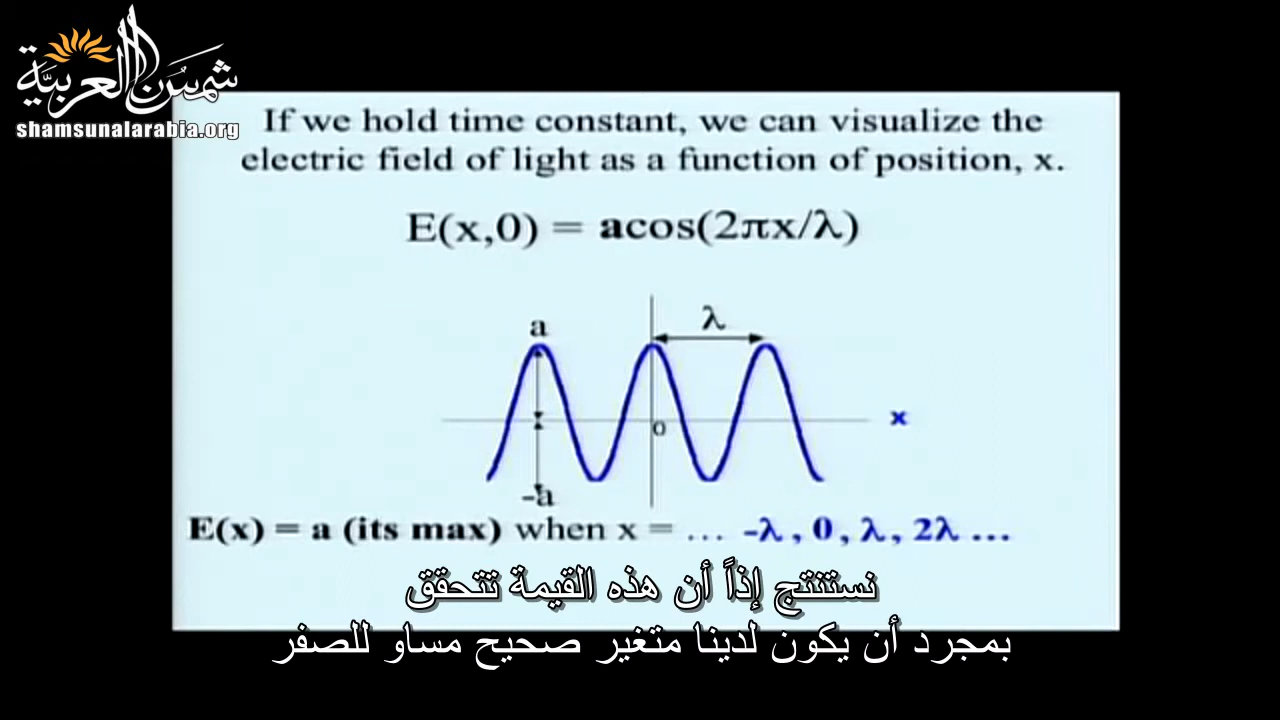 شمس العربية
shamsunalarabia.org
If we hold time constant, we can visualize the
electric field of light as a function of position, x.
E(x,0) = acos(2πx/λ)
a
λ
x
0
-a
E(x) = a (its max) when x = … -λ , 0 , λ , 2λ …
نستنتج إذاً أن هذه القيمة تتحقق
بمجرد أن يكون لدينا متغير صحيح مساو للصفر